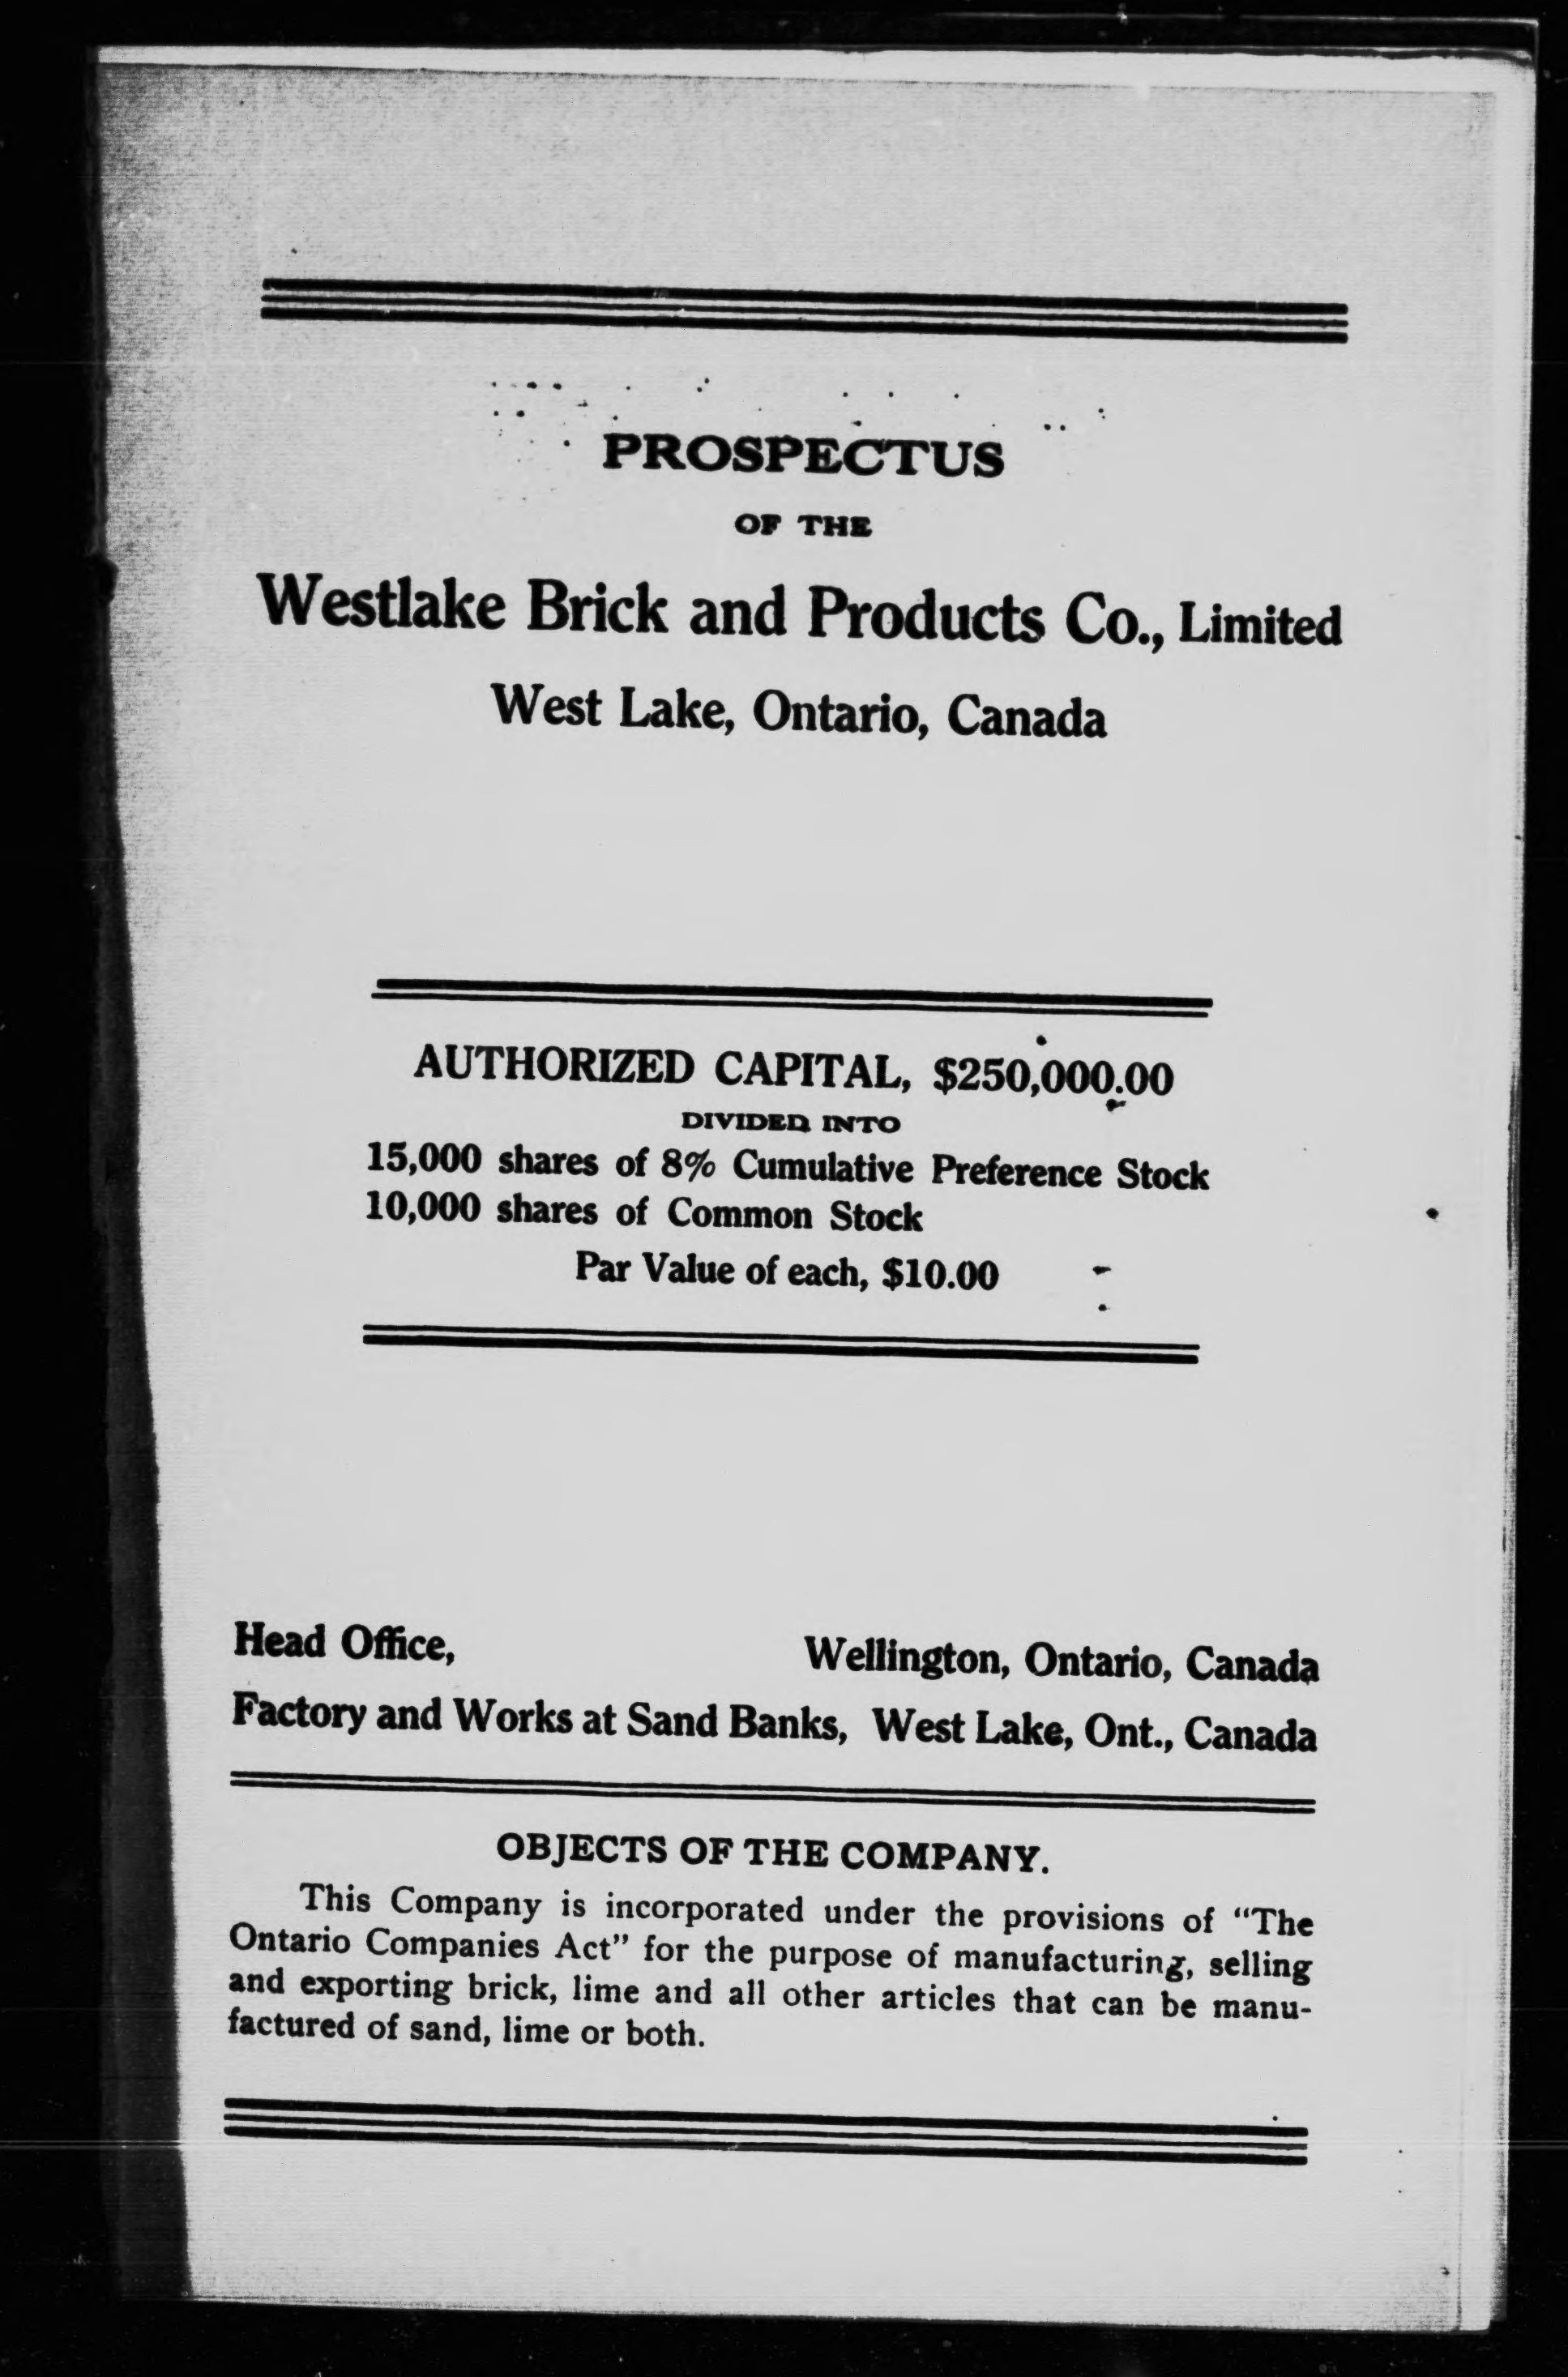 PROSPECTUS
OF THE
Westlake Brick and Products Co., Limited
West Lake, Ontario, Canada
AUTHORIZED CAPITAL, $250,000.00
DIVIDED INTO
15,000 shares of 8% Cumulative Preference Stock
10,000 shares of Common Stock
Par Value of each, $10.00
Head Office, Wellington, Ontario, Canada
Factory and Works at Sand Banks, West Lake, Ont., Canada
OBJECTS OF THE COMPANY.
This Company is incorporated under the provisions of "The
Ontario Companies Act" for the purpose of manufacturing, selling
and exporting brick, lime and all other articles that can be manu-
factured of sand, lime or both.